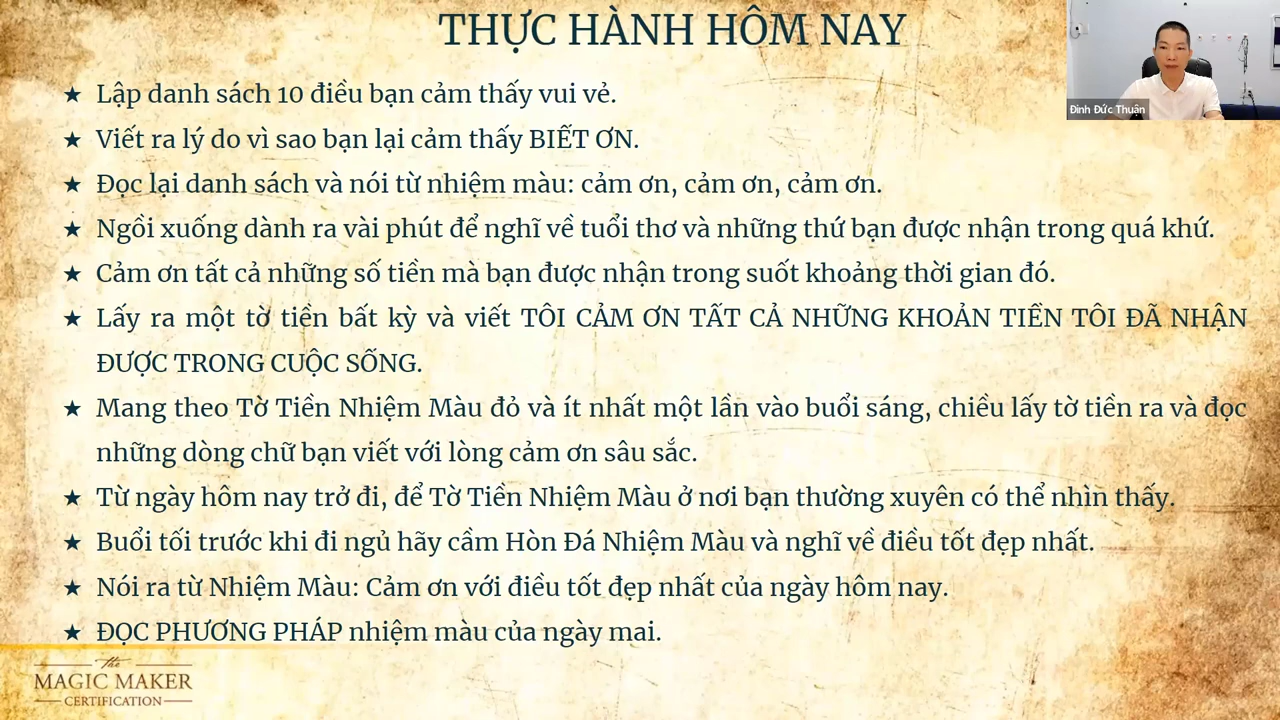 THỰC HÀNH HÔM NAY
Đinh Đức Thuận
★ Lập danh sách 10 điều bạn cảm thấy vui vẻ.
★ Viết ra lý do vì sao bạn lại cảm thấy BIẾT ƠN.
★ Đọc lại danh sách và nói từ nhiệm màu: cảm ơn, cảm ơn, cảm ơn.
★ Ngồi xuống dành ra vài phút để nghĩ về tuổi thơ và những thứ bạn được nhận trong quá khứ.
★ Cảm ơn tất cả những số tiền mà bạn được nhận trong suốt khoảng thời gian đó.
★ Lấy ra một tờ tiền bất kỳ và viết TÔI CẢM ƠN TẤT CẢ NHỮNG KHOẢN TIỀN TÔI ĐÃ NHẬN
ĐƯỢC TRONG CUỘC SỐNG.
★ Mang theo Tờ Tiền Nhiệm Màu đỏ và ít nhất một lần vào buổi sáng, chiều lấy tờ tiền ra và đọc
những dòng chữ bạn viết với lòng cảm ơn sâu sắc.
★ Từ ngày hôm nay trở đi, để Tờ Tiền Nhiệm Màu ở nơi bạn thường xuyên có thể nhìn thấy.
★ Buổi tối trước khi đi ngủ hãy cầm Hòn Đá Nhiệm Màu và nghĩ về điều tốt đẹp nhất.
★ Nói ra từ Nhiệm Màu: Cảm ơn với điều tốt đẹp nhất của ngày hôm nay.
★ ĐỌC PHƯƠNG PHÁP nhiệm màu của ngày mai.
The
MAGIC MAKER
CERTIFICATION